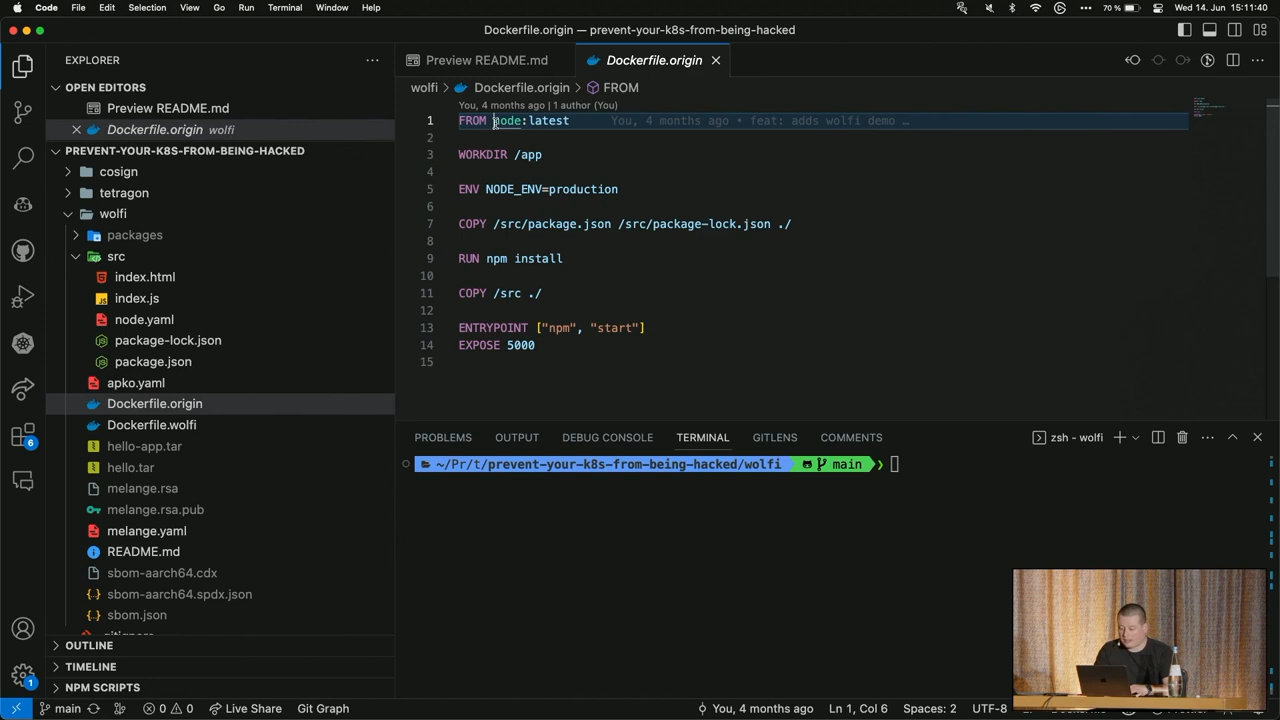 Code File Edit Selection View Go Run Terminal Window Help 70 % Wed 14. Jun 15:11:40
Dockerfile.origin — prevent-your-k8s-from-being-hacked
EXPLORER
Preview README.md
Dockerfile.origin
OPEN EDITORS
wolfi > Dockerfile.origin > FROM
Preview README.md
Dockerfile.origin wolfi
PREVENT-YOUR-K8S-FROM-BEING-HACKED
cosign
tetragon
wolfi
packages
src
index.html
index.js
node.yaml
package-lock.json
package.json
apko.yaml
Dockerfile.origin
Dockerfile.wolfi
hello-app.tar
hello.tar
melange.rsa
melange.rsa.pub
melange.yaml
README.md
sbom-aarch64.cdx
sbom-aarch64.spdx.json
sbom.json
OUTLINE
TIMELINE
NPM SCRIPTS
6
1
You, 4 months ago | 1 author (You)
1 FROM node:latest You, 4 months ago • feat: adds wolfi demo …
2
3 WORKDIR /app
4
5 ENV NODE_ENV=production
6
7 COPY /src/package.json /src/package-lock.json ./
8
9 RUN npm install
10
11 COPY /src ./
12
13 ENTRYPOINT ["npm", "start"]
14 EXPOSE 5000
15
PROBLEMS OUTPUT DEBUG CONSOLE TERMINAL GITLENS COMMENTS zsh - wolfi
~/Pr/t/prevent-your-k8s-from-being-hacked/wolfi main
main 0 0 Live Share Git Graph You, 4 months ago Ln 1, Col 6 Spaces: 2 UTF-8